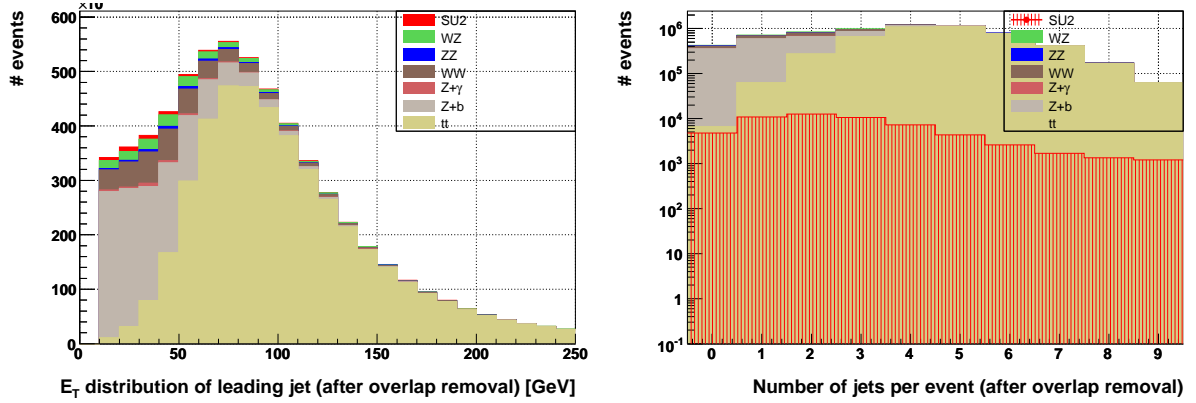 ×10
# events
600
500
400
300
200
100
0
0 50 100 150 200 250
E_T distribution of leading jet (after overlap removal) [GeV]
SU2
WZ
ZZ
WW
Z+γ
Z+b
tt
# events
10^6
10^5
10^4
10^3
10^2
10
1
10^-1
0 1 2 3 4 5 6 7 8 9
Number of jets per event (after overlap removal)
SU2
WZ
ZZ
WW
Z+γ
Z+b
tt